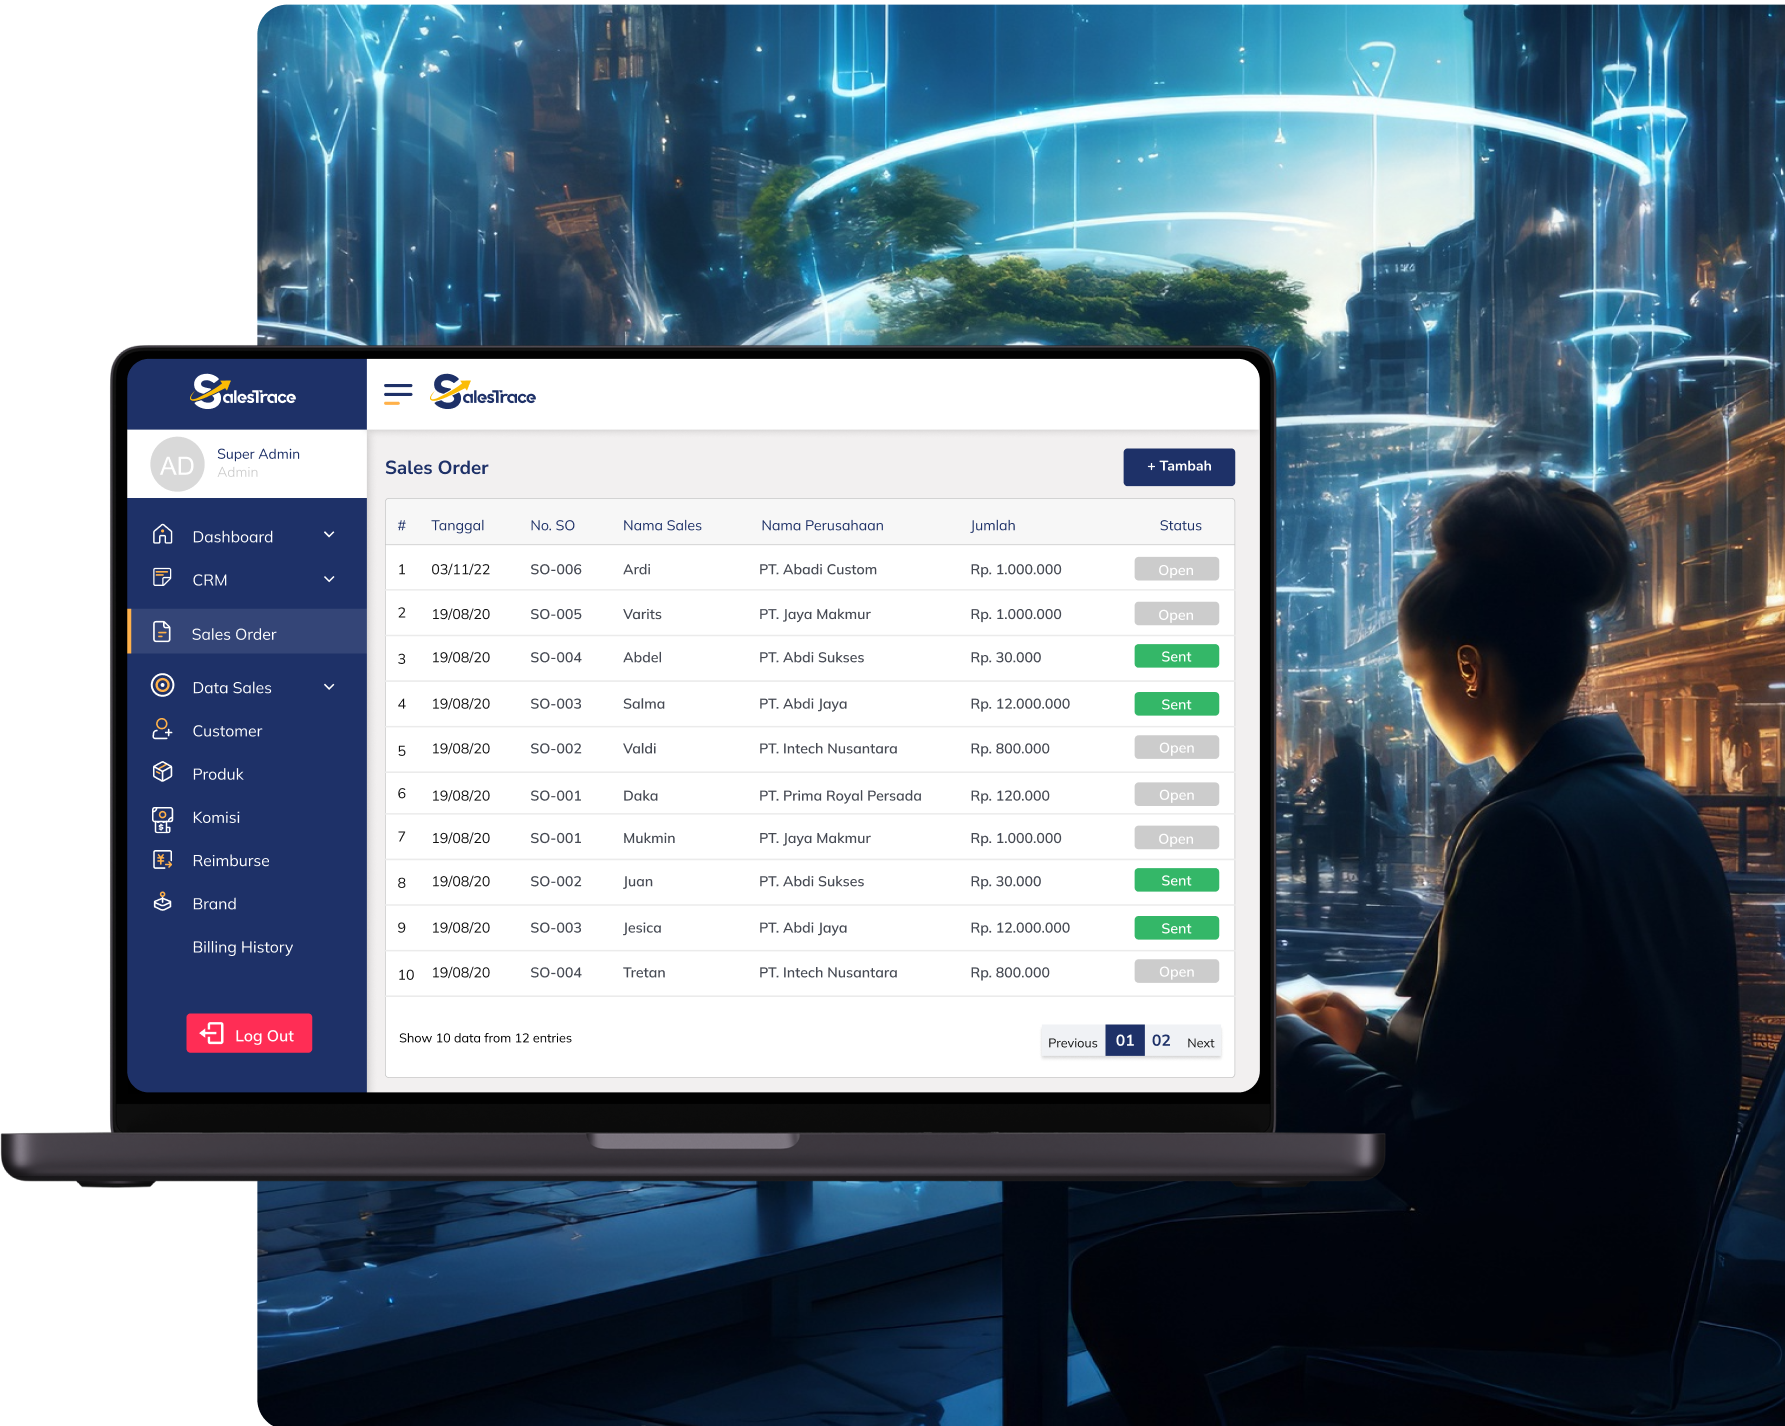 SalesTrace
SalesTrace
AD
Super Admin
Admin
Dashboard
CRM
Sales Order
Data Sales
Customer
Produk
Komisi
Reimburse
Brand
Billing History
Log Out
Sales Order
+ Tambah
# Tanggal No. SO Nama Sales Nama Perusahaan Jumlah Status
1 03/11/22 SO-006 Ardi PT. Abadi Custom Rp. 1.000.000 Open
2 19/08/20 SO-005 Varits PT. Jaya Makmur Rp. 1.000.000 Open
3 19/08/20 SO-004 Abdel PT. Abdi Sukses Rp. 30.000 Sent
4 19/08/20 SO-003 Salma PT. Abdi Jaya Rp. 12.000.000 Sent
5 19/08/20 SO-002 Valdi PT. Intech Nusantara Rp. 800.000 Open
6 19/08/20 SO-001 Daka PT. Prima Royal Persada Rp. 120.000 Open
7 19/08/20 SO-001 Mukmin PT. Jaya Makmur Rp. 1.000.000 Open
8 19/08/20 SO-002 Juan PT. Abdi Sukses Rp. 30.000 Sent
9 19/08/20 SO-003 Jesica PT. Abdi Jaya Rp. 12.000.000 Sent
10 19/08/20 SO-004 Tretan PT. Intech Nusantara Rp. 800.000 Open
Show 10 data from 12 entries
Previous 01 02 Next